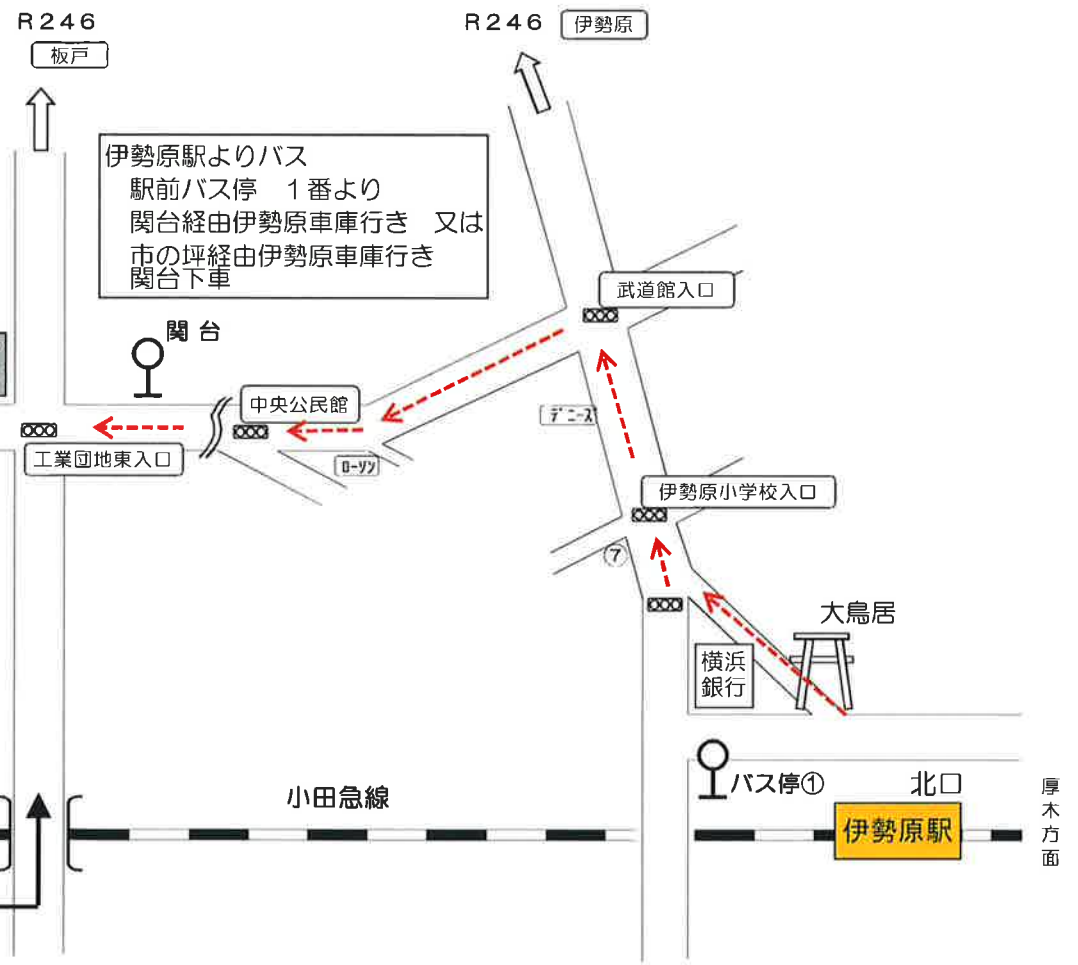 R246
板戸
R246
伊勢原
伊勢原駅よりバス
駅前バス停　１番より
関台経由伊勢原車庫行き　又は
市の坪経由伊勢原車庫行き
関台下車
武道館入口
関台
中央公民館
デニーズ
工業団地東入口
ローソン
伊勢原小学校入口
⑦
大鳥居
横浜
銀行
バス停①
北口
小田急線
伊勢原駅
厚木方面